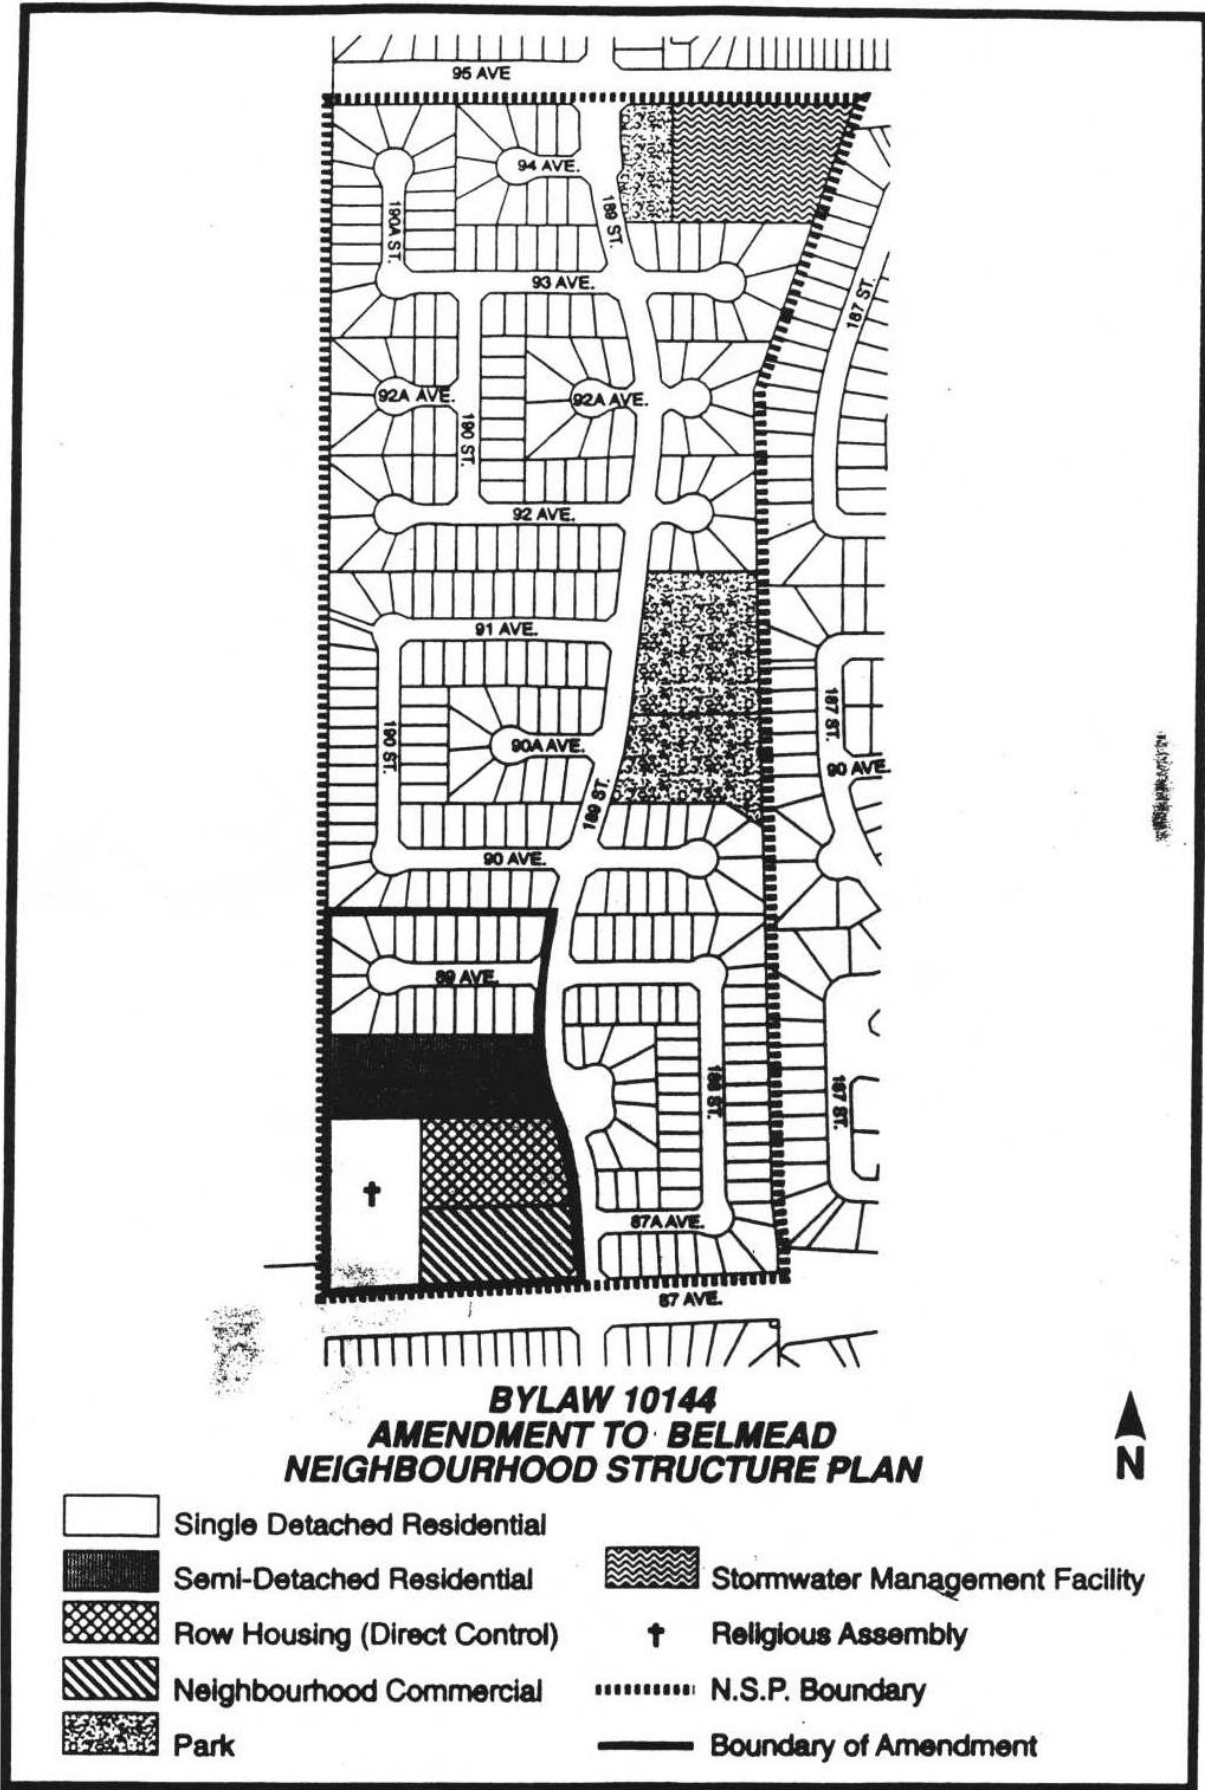 95 AVE
94 AVE.
189 ST.
190A ST.
93 AVE.
187 ST.
92A AVE.
92A AVE.
190 ST.
92 AVE.
91 AVE.
187 ST.
190 ST.
90A AVE.
90 AVE.
189 ST.
90 AVE.
89 AVE.
188 ST.
187 ST.
87A AVE.
87 AVE.
BYLAW 10144
AMENDMENT TO BELMEAD
NEIGHBOURHOOD STRUCTURE PLAN
N
Single Detached Residential
Semi-Detached Residential
Stormwater Management Facility
Row Housing (Direct Control)
Religious Assembly
Neighbourhood Commercial
N.S.P. Boundary
Park
Boundary of Amendment